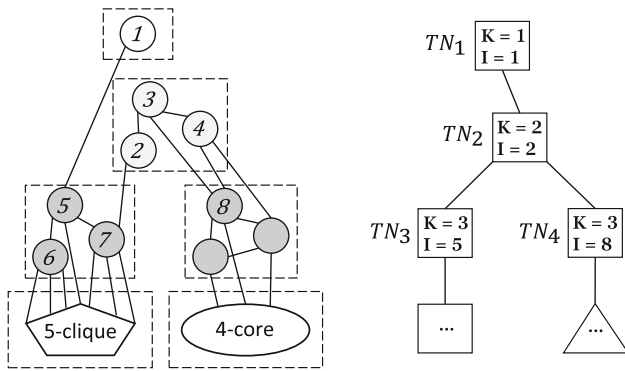 1
3
4
2
5
7
6
8
5-clique
4-core
TN₁
K = 1
I = 1
TN₂
K = 2
I = 2
TN₃
K = 3
I = 5
TN₄
K = 3
I = 8
...
...